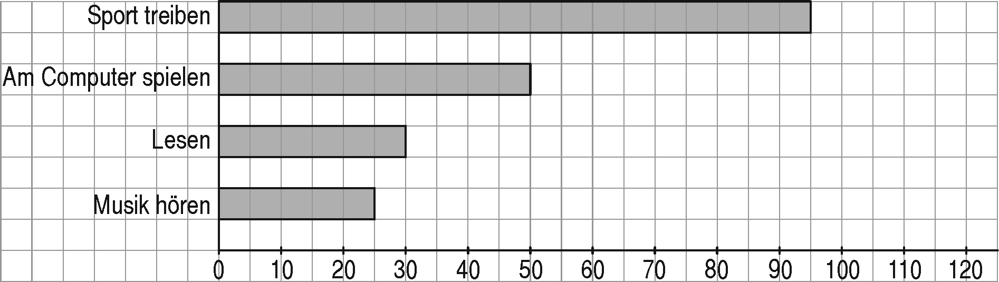 Sport treiben
Am Computer spielen
Lesen
Musik hören
0 10 20 30 40 50 60 70 80 90 100 110 120